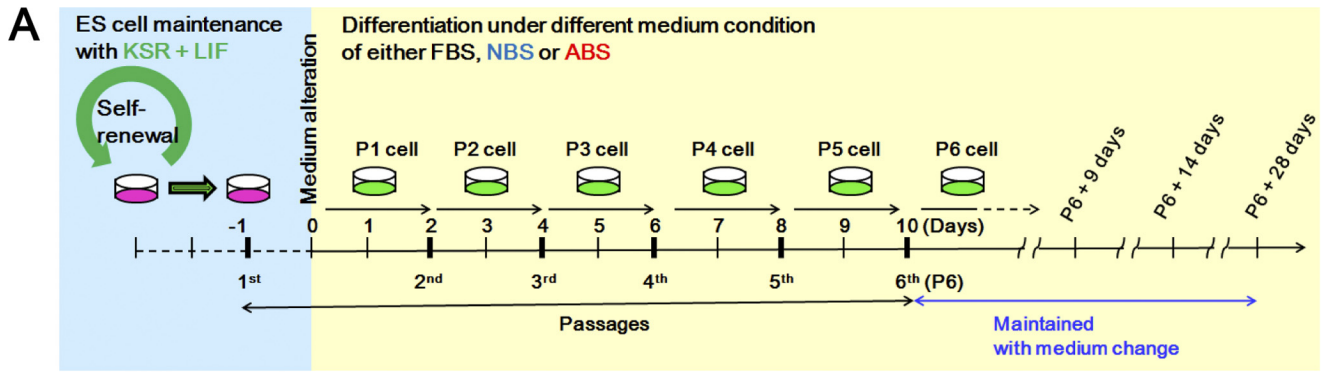 A
ES cell maintenance
with KSR + LIF
Self-
renewal
Medium alteration
Differentiation under different medium condition
of either FBS, NBS or ABS
P1 cell P2 cell P3 cell P4 cell P5 cell P6 cell
P6 + 9 days
P6 + 14 days
P6 + 28 days
-1 0 1 2 3 4 5 6 7 8 9 10 (Days)
1st 2nd 3rd 4th 5th 6th (P6)
Passages
Maintained
with medium change